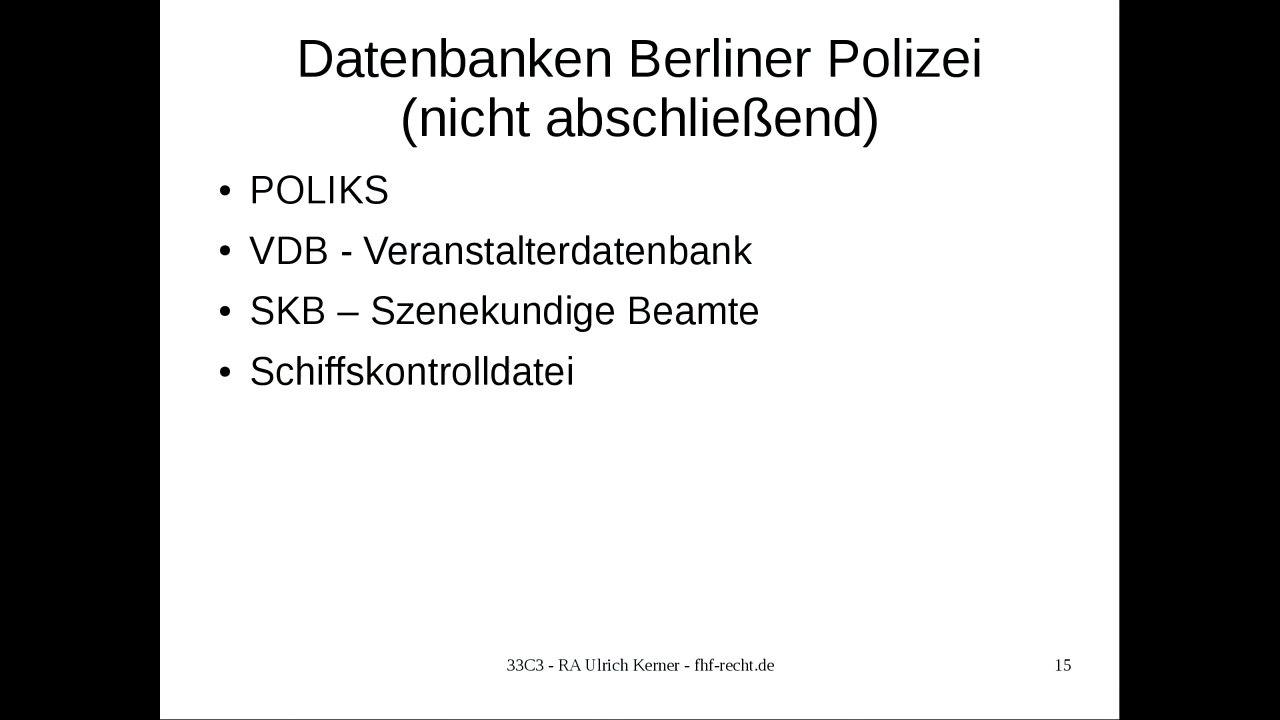 Datenbanken Berliner Polizei
(nicht abschließend)
• POLIKS
• VDB - Veranstalterdatenbank
• SKB – Szenekundige Beamte
• Schiffskontrolldatei
33C3 - RA Ulrich Kerner - fhf-recht.de
15